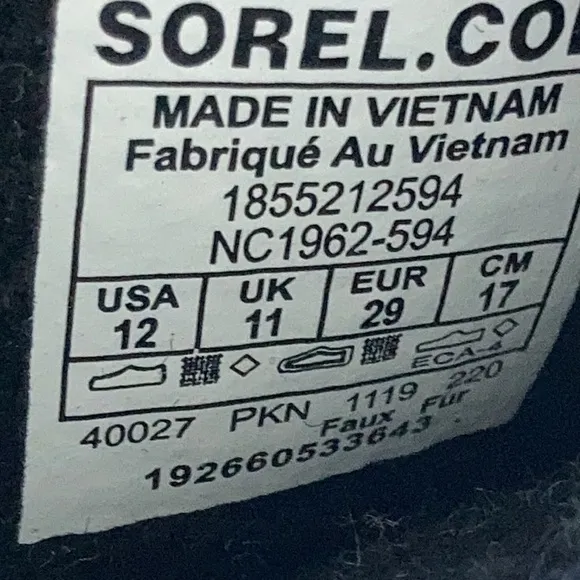 SOREL.CO
MADE IN VIETNAM
Fabriqué Au Vietnam
1855212594
NC1962-594
USA UK EUR CM
12 11 29 17
ECA-4
40027 PKN 1119 220
Faux Fur
192660533643